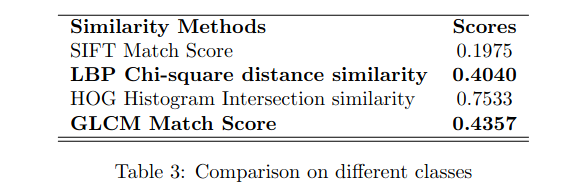 Similarity Methods Scores
SIFT Match Score 0.1975
LBP Chi-square distance similarity 0.4040
HOG Histogram Intersection similarity 0.7533
GLCM Match Score 0.4357
Table 3: Comparison on different classes